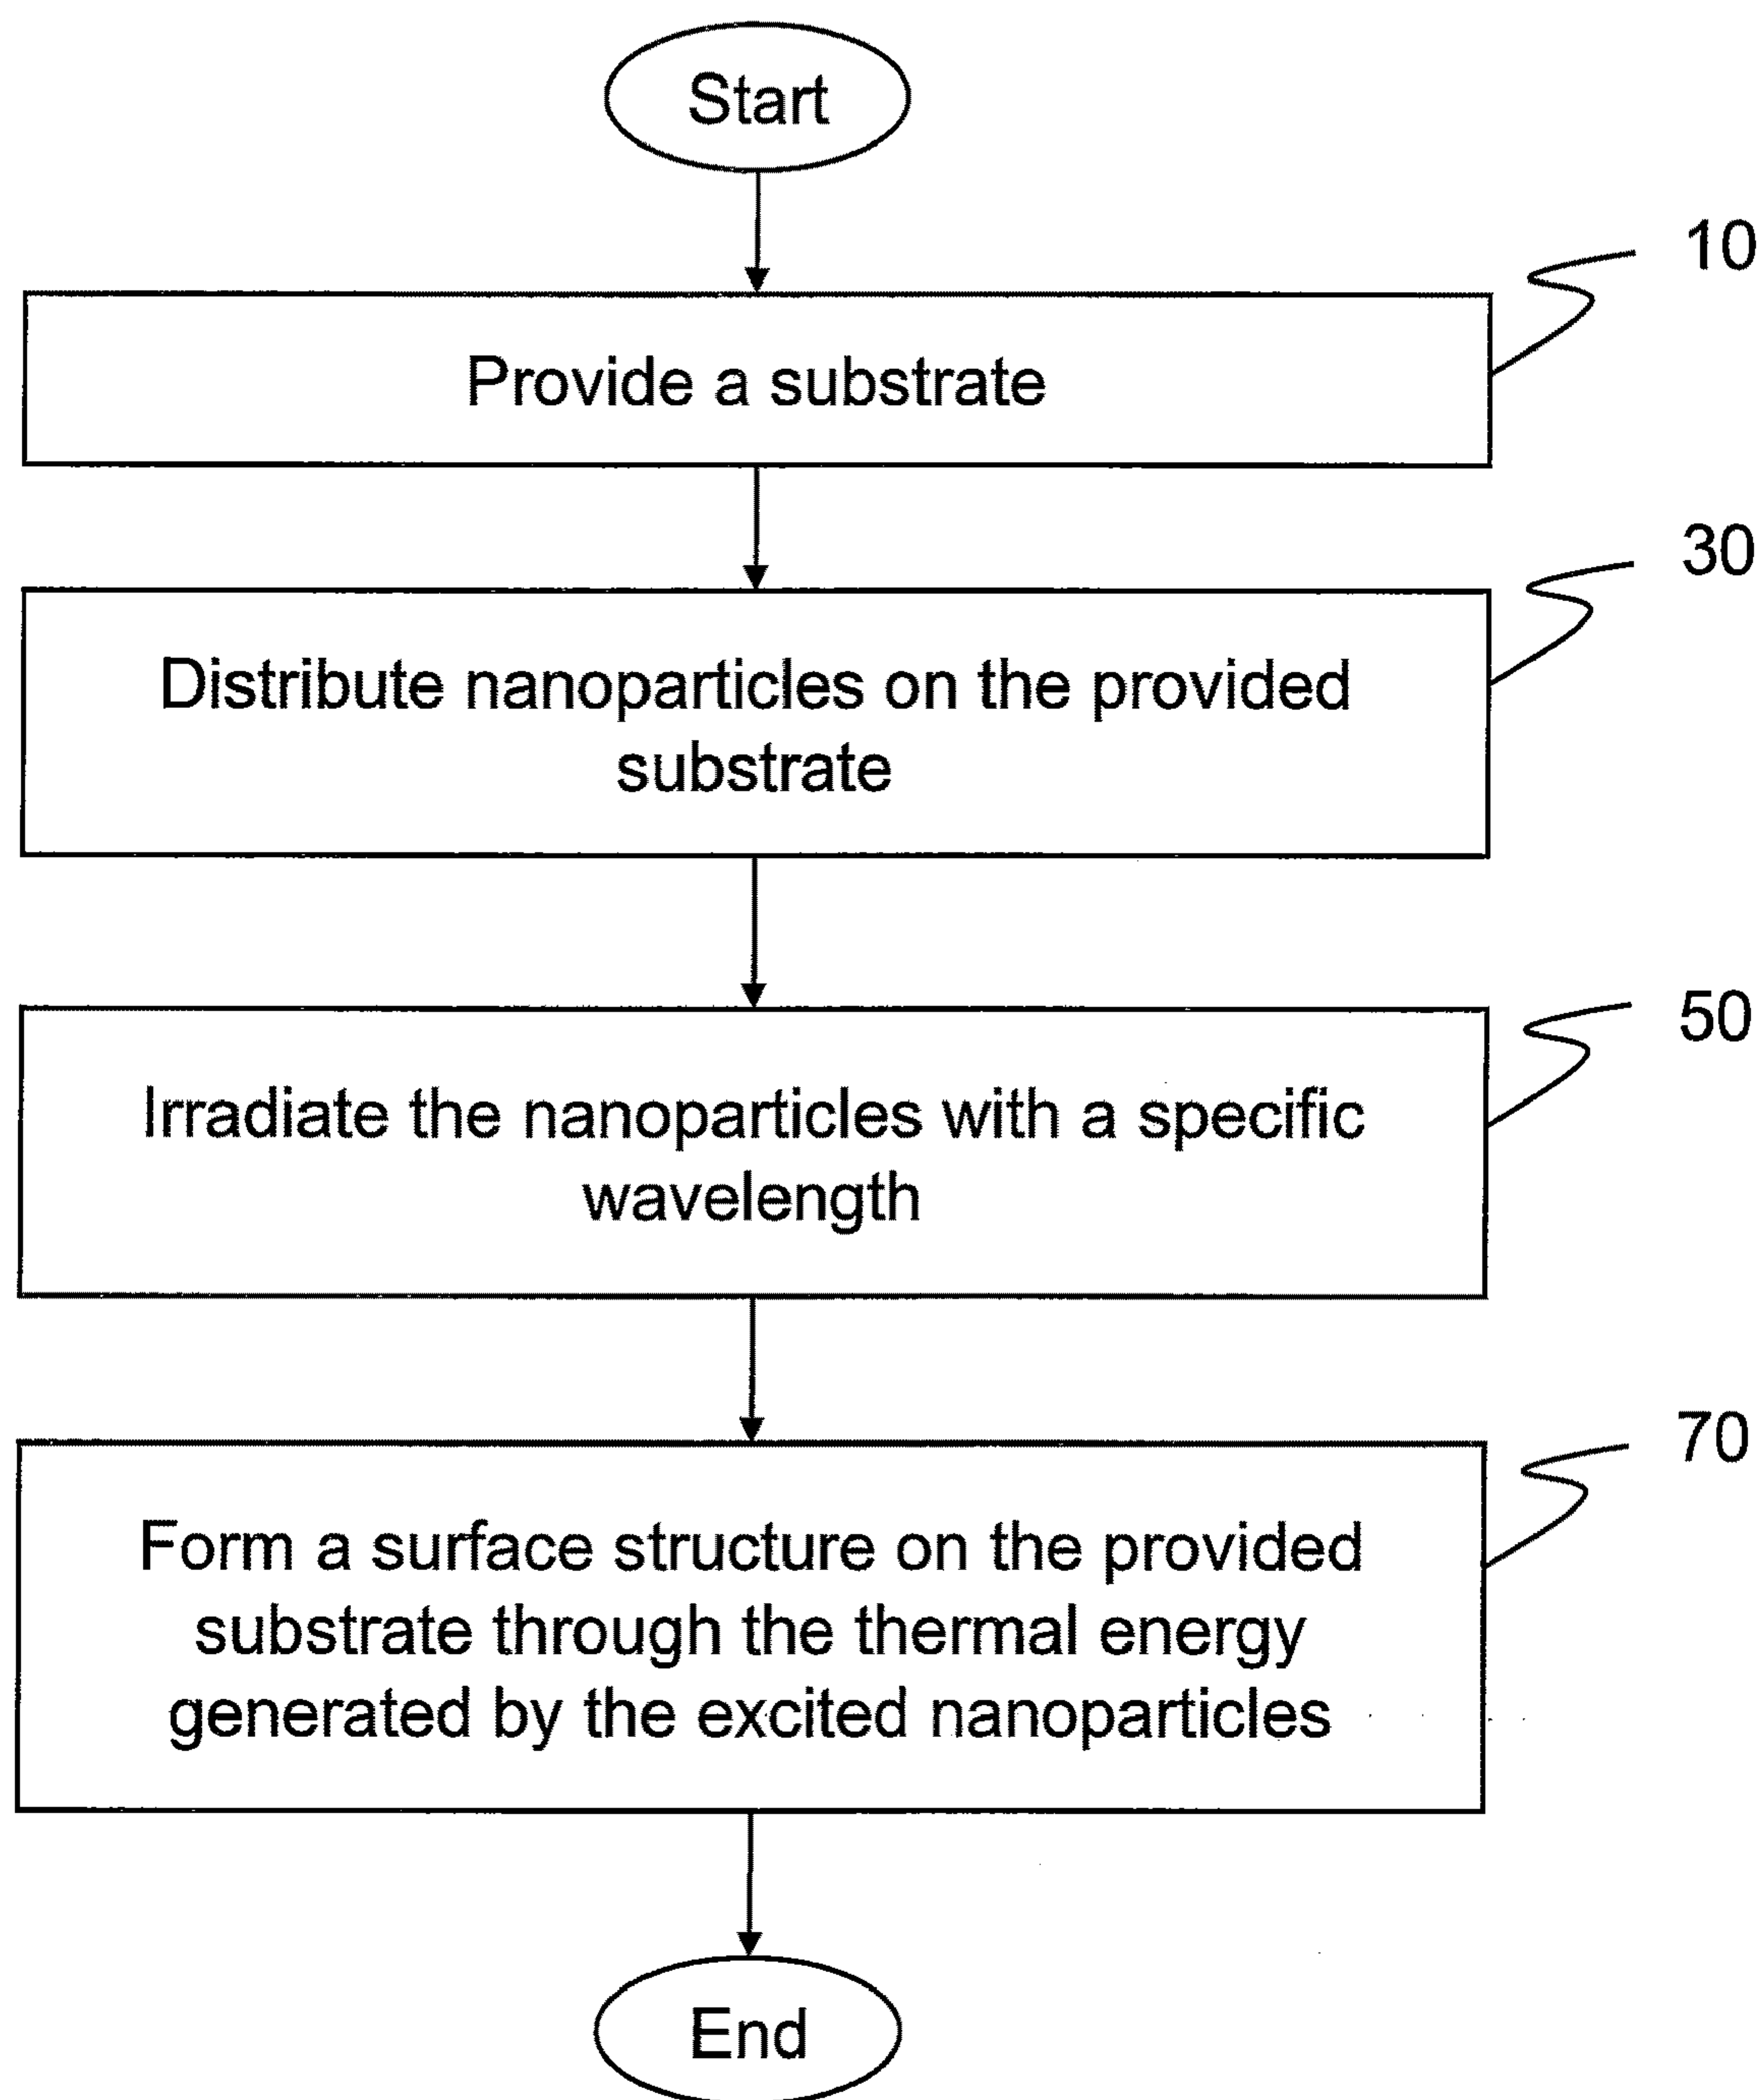 Start
10
Provide a substrate
30
Distribute nanoparticles on the provided
substrate
50
Irradiate the nanoparticles with a specific
wavelength
70
Form a surface structure on the provided
substrate through the thermal energy
generated by the excited nanoparticles
End